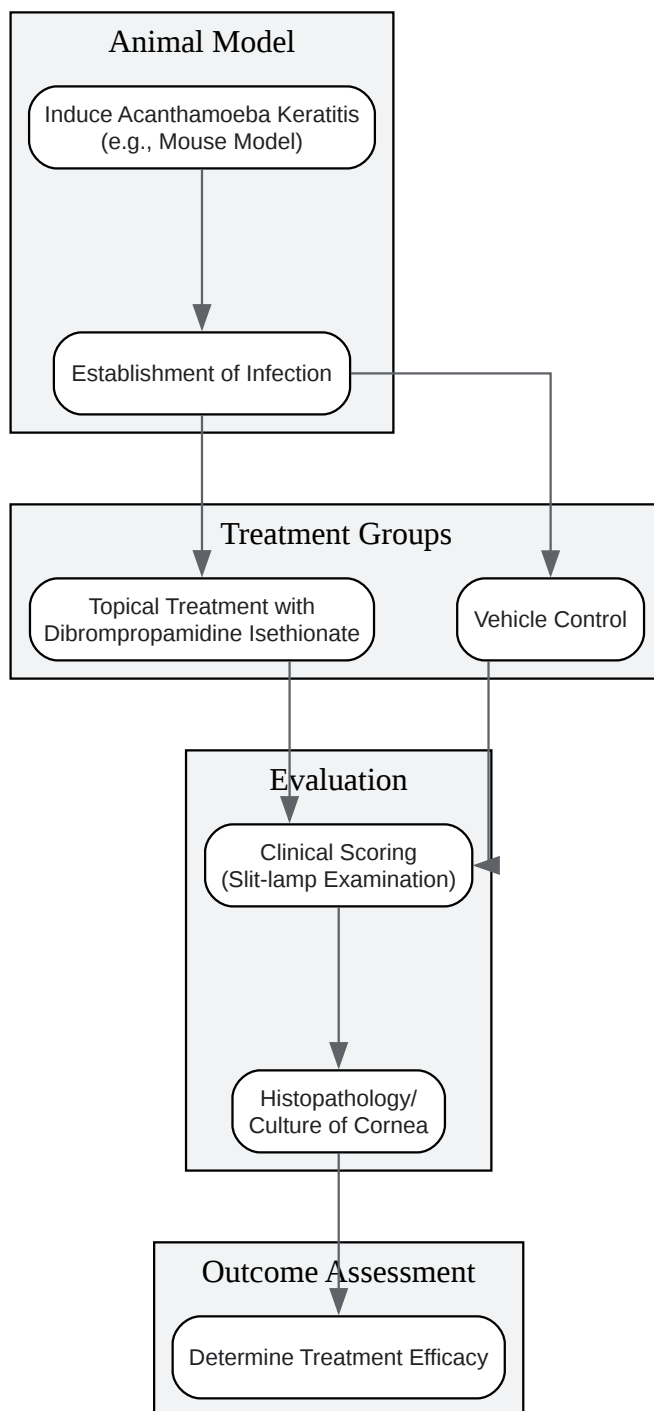 Animal Model
Induce Acanthamoeba Keratitis
(e.g., Mouse Model)
Establishment of Infection
Treatment Groups
Topical Treatment with
Dibrompropamidine Isethionate
Vehicle Control
Evaluation
Clinical Scoring
(Slit-lamp Examination)
Histopathology/
Culture of Cornea
Outcome Assessment
Determine Treatment Efficacy